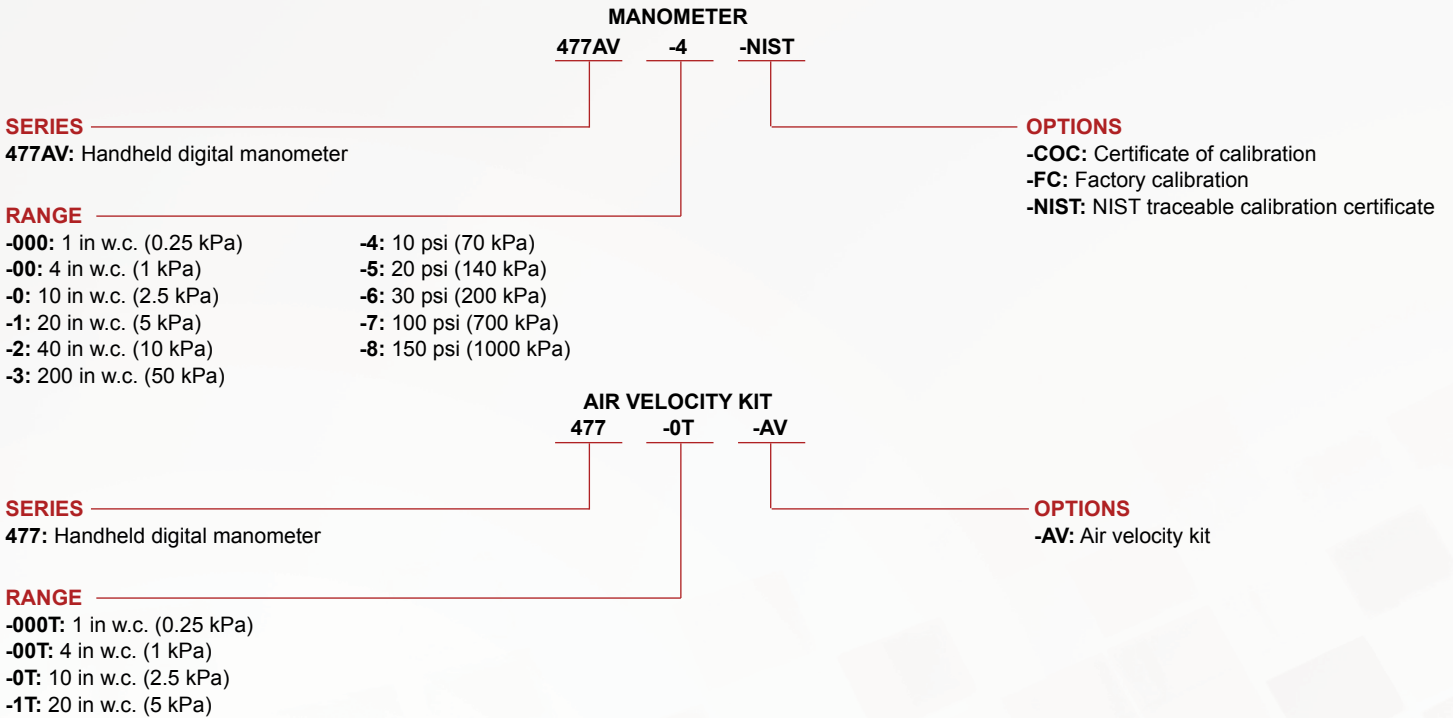 MANOMETER
477AV -4 -NIST
SERIES
477AV: Handheld digital manometer
OPTIONS
-COC: Certificate of calibration
-FC: Factory calibration
-NIST: NIST traceable calibration certificate
RANGE
-000: 1 in w.c. (0.25 kPa)
-00: 4 in w.c. (1 kPa)
-0: 10 in w.c. (2.5 kPa)
-1: 20 in w.c. (5 kPa)
-2: 40 in w.c. (10 kPa)
-3: 200 in w.c. (50 kPa)
-4: 10 psi (70 kPa)
-5: 20 psi (140 kPa)
-6: 30 psi (200 kPa)
-7: 100 psi (700 kPa)
-8: 150 psi (1000 kPa)
AIR VELOCITY KIT
477 -0T -AV
SERIES
477: Handheld digital manometer
OPTIONS
-AV: Air velocity kit
RANGE
-000T: 1 in w.c. (0.25 kPa)
-00T: 4 in w.c. (1 kPa)
-0T: 10 in w.c. (2.5 kPa)
-1T: 20 in w.c. (5 kPa)